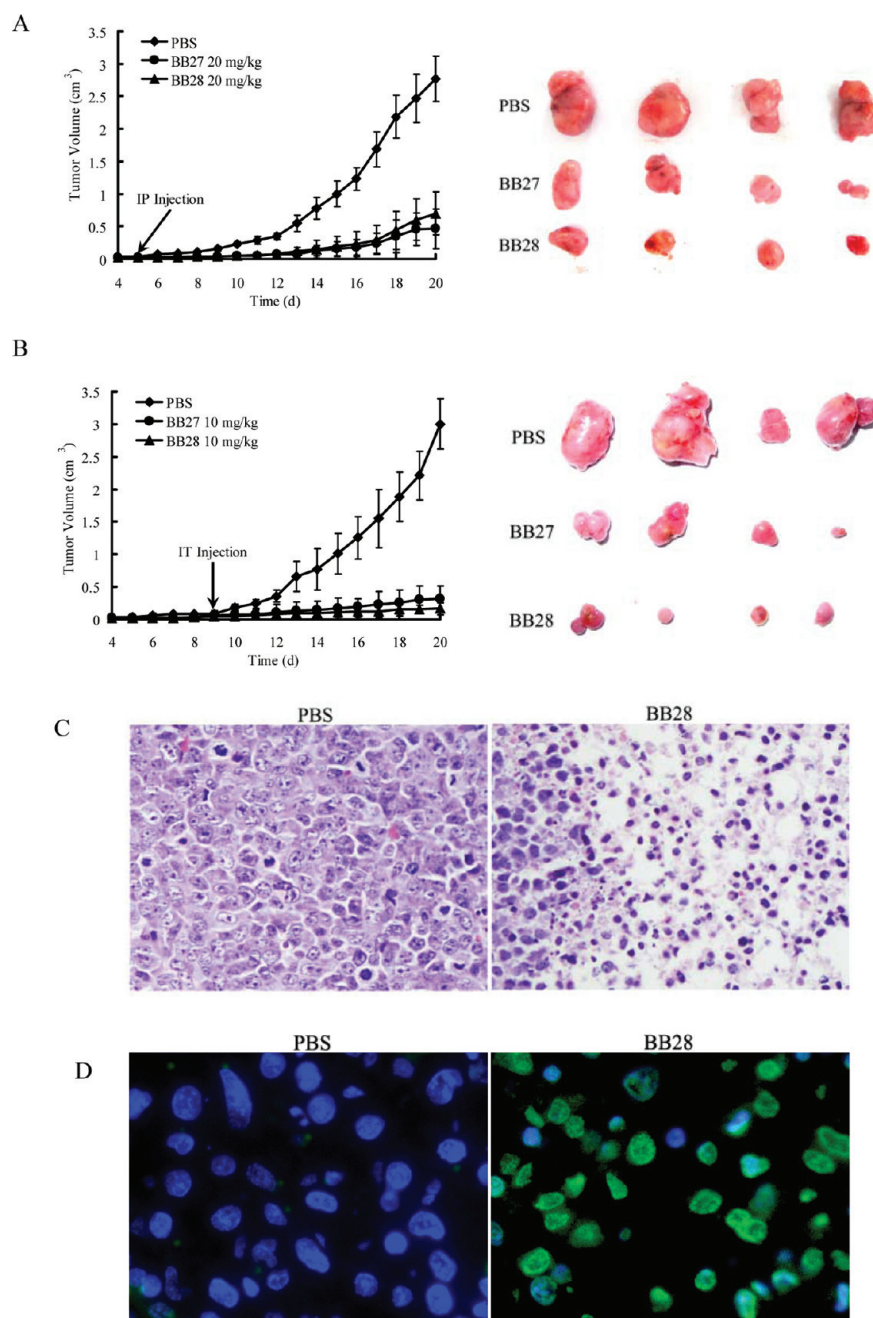 A
3.5
3
2.5
2
1.5
1
0.5
0
Tumor Volume (cm³)
PBS
BB27 20 mg/kg
BB28 20 mg/kg
IP Injection
4 6 8 10 12 14 16 18 20
Time (d)
PBS
BB27
BB28
B
3.5
3
2.5
2
1.5
1
0.5
0
Tumor Volume (cm³)
PBS
BB27 10 mg/kg
BB28 10 mg/kg
IT Injection
4 6 8 10 12 14 16 18 20
Time (d)
PBS
BB27
BB28
C
PBS BB28
D
PBS BB28